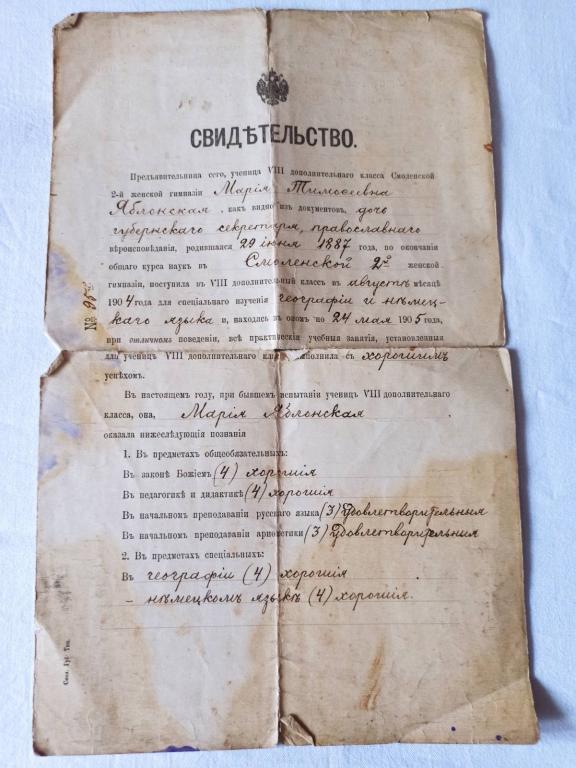 СВИДѢТЕЛЬСТВО.
Предъявительница сего, ученица VIII дополнительнаго класса Смоленской
2-й женской гимназіи Марія Тимоѳеевна
Яблонская, какъ видно изъ документовъ, дочь
губернскаго секретаря, православнаго
вѣроисповѣданія, родившаяся 29 іюня 1887 года, по окончаніи
общаго курса наукъ въ Смоленской 2й женской
гимназіи, поступила въ VIII дополнительный классъ въ августѣ мѣсяцѣ
1904 года для спеціальнаго изученія географіи и нѣмец-
каго языка и, находясь въ ономъ по 24 мая 1905 года,
при отличномъ поведеніи, всѣ практическія учебныя занятія, установленныя
для ученицъ VIII дополнительнаго класса выполнила съ хорошимъ
успѣхомъ.
Въ настоящемъ году, при бывшемъ испытаніи ученицъ VIII дополнительнаго
класса, она, Марія Яблонская,
оказала нижеслѣдующія познанія
1. Въ предметахъ общеобязательныхъ:
Въ законѣ Божіемъ (4) хорошія
Въ педагогикѣ и дидактикѣ (4) хорошія
Въ начальномъ преподаваніи русскаго языка (3) удовлетворительныя
Въ начальномъ преподаваніи ариѳметики (3) удовлетворительныя
2. Въ предметахъ спеціальныхъ:
Въ географіи (4) хорошія
– нѣмецкомъ языкѣ (4) хорошія.
№ 95
Смол. Губ. Тип.